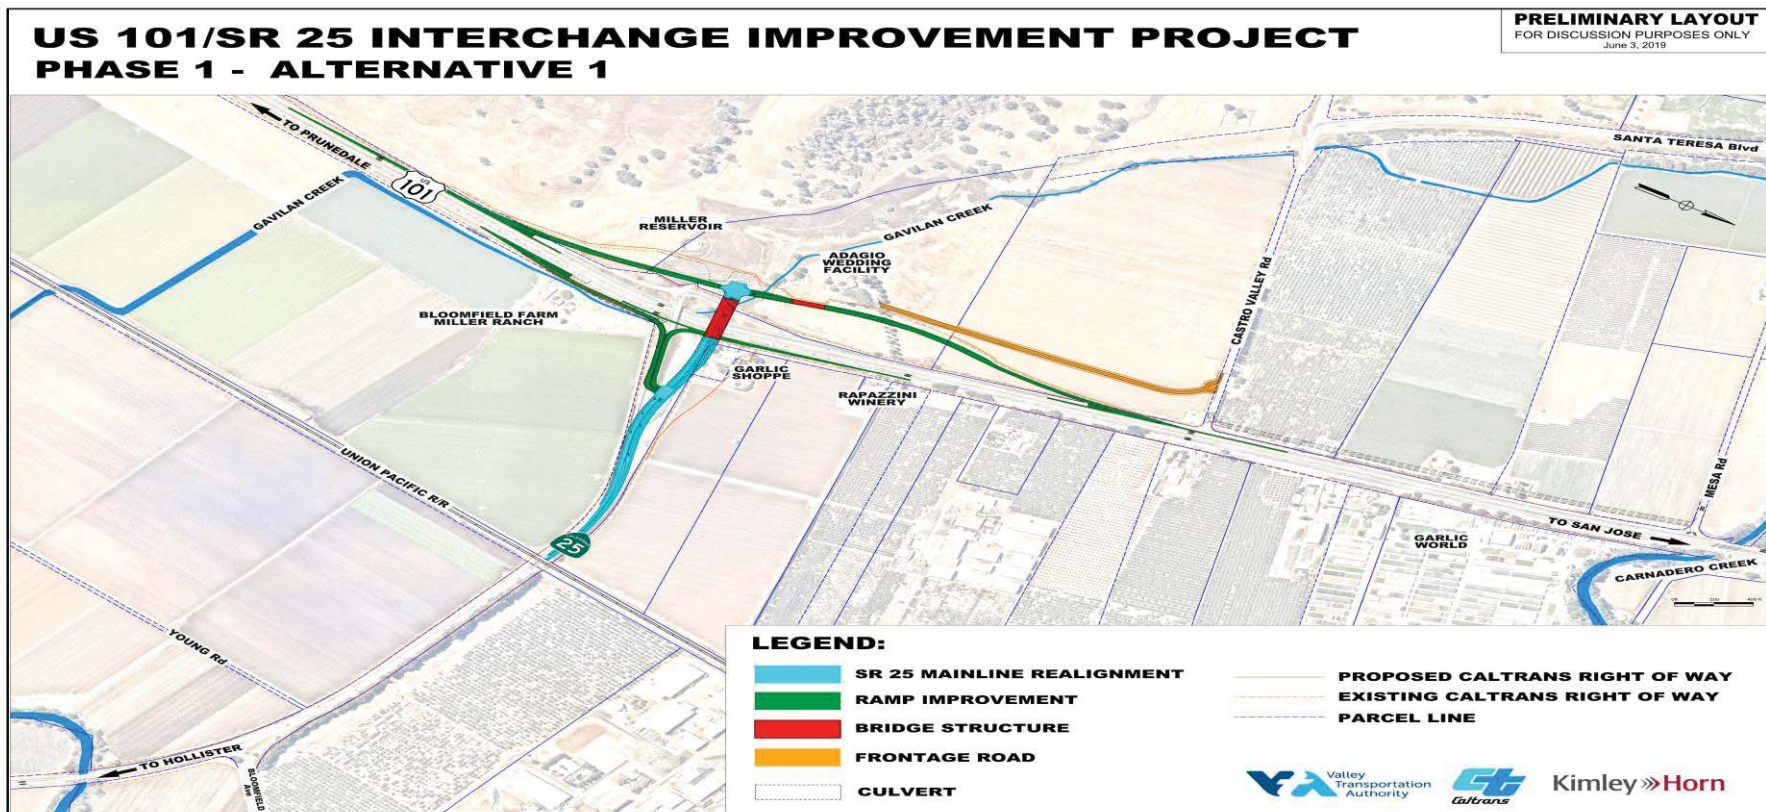 US 101/SR 25 INTERCHANGE IMPROVEMENT PROJECT
PHASE 1 - ALTERNATIVE 1
PRELIMINARY LAYOUT
FOR DISCUSSION PURPOSES ONLY
June 3, 2019
TO PRUNEDALE
US
101
GAVILAN CREEK
MILLER
RESERVOIR
GAVILAN CREEK
ADAGIO
WEDDING
FACILITY
SANTA TERESA Blvd
CASTRO VALLEY Rd
BLOOMFIELD FARM
MILLER RANCH
GARLIC
SHOPPE
RAPAZZINI
WINERY
UNION PACIFIC R/R
25
MESA Rd
TO SAN JOSE
GARLIC
WORLD
CARNADERO CREEK
YOUNG Rd
TO HOLLISTER
BLOOMFIELD
Ave
LEGEND:
SR 25 MAINLINE REALIGNMENT
RAMP IMPROVEMENT
BRIDGE STRUCTURE
FRONTAGE ROAD
CULVERT
PROPOSED CALTRANS RIGHT OF WAY
EXISTING CALTRANS RIGHT OF WAY
PARCEL LINE
Valley
Transportation
Authority
Caltrans
Kimley»Horn